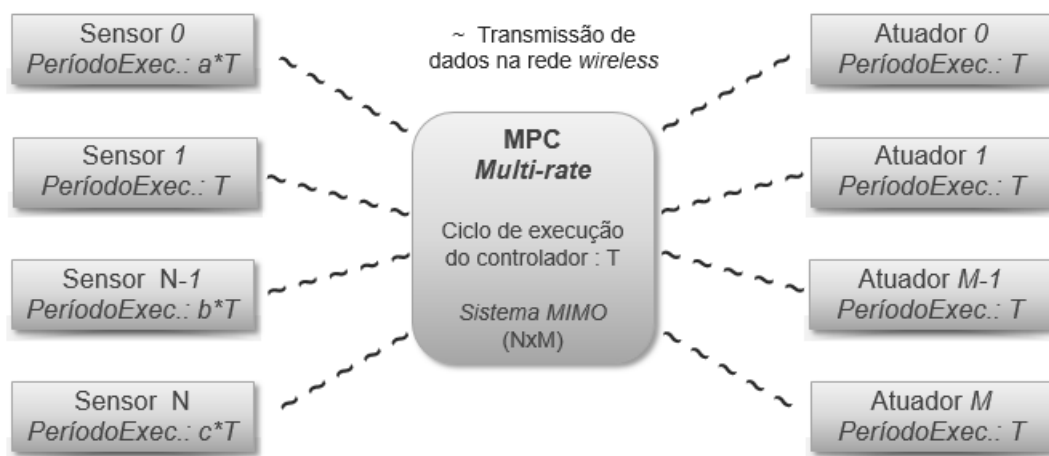 Sensor 0
PeríodoExec.: a*T
Sensor 1
PeríodoExec.: T
Sensor N-1
PeríodoExec.: b*T
Sensor N
PeríodoExec.: c*T
~ Transmissão de
dados na rede wireless
MPC
Multi-rate
Ciclo de execução
do controlador : T
Sistema MIMO
(NxM)
Atuador 0
PeríodoExec.: T
Atuador 1
PeríodoExec.: T
Atuador M-1
PeríodoExec.: T
Atuador M
PeríodoExec.: T